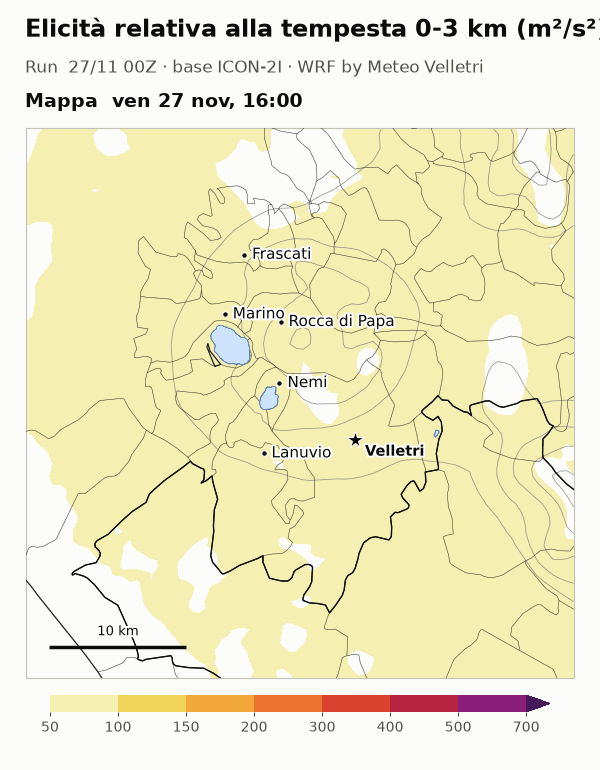 Elicità relativa alla tempesta 0-3 km (m²/s²)
Run 27/11 00Z · base ICON-2I · WRF by Meteo Velletri
Mappa ven 27 nov, 16:00
Frascati
Marino
Rocca di Papa
Nemi
Lanuvio
Velletri
10 km
50 100 150 200 300 400 500 700